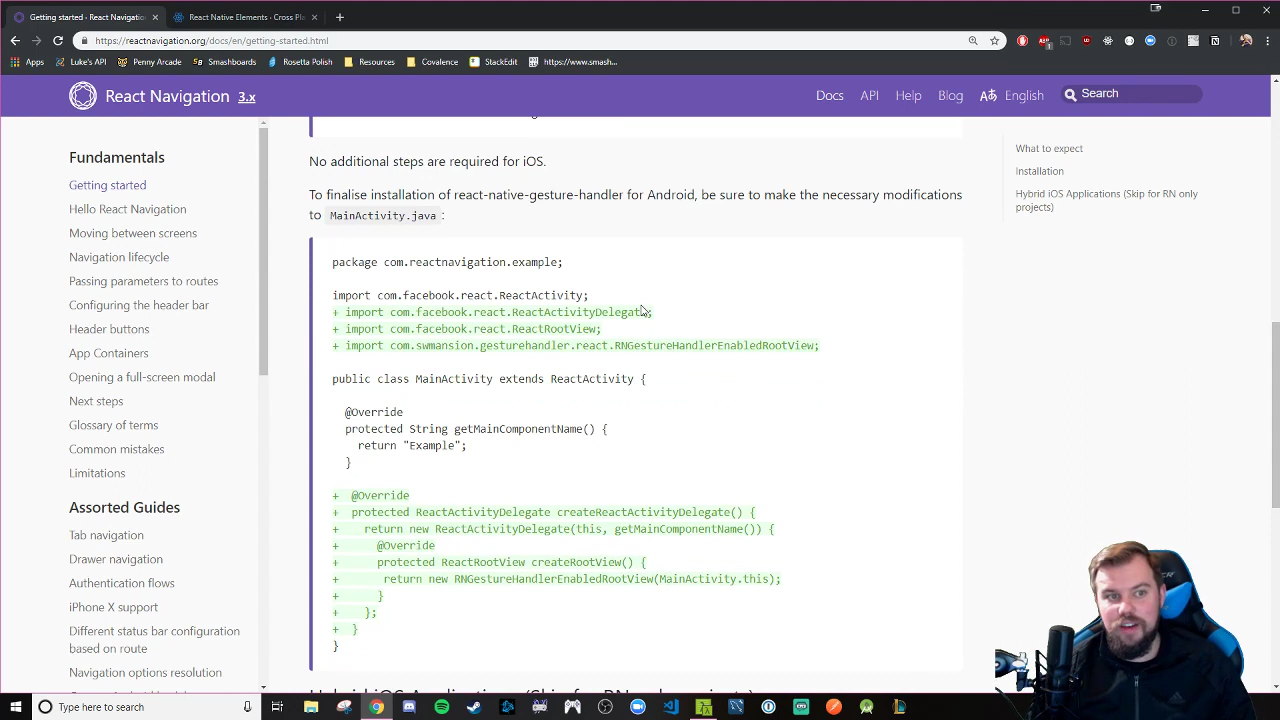 Getting started · React Navigation
React Native Elements · Cross Pla
https://reactnavigation.org/docs/en/getting-started.html
Apps
Luke's API
Penny Arcade
Smashboards
Rosetta Polish
Resources
Covalence
StackEdit
https://www.smash...
React Navigation 3.x
Docs
API
Help
Blog
English
Search
Fundamentals
Getting started
Hello React Navigation
Moving between screens
Navigation lifecycle
Passing parameters to routes
Configuring the header bar
Header buttons
App Containers
Opening a full-screen modal
Next steps
Glossary of terms
Common mistakes
Limitations
Assorted Guides
Tab navigation
Drawer navigation
Authentication flows
iPhone X support
Different status bar configuration
based on route
Navigation options resolution
No additional steps are required for iOS.
To finalise installation of react-native-gesture-handler for Android, be sure to make the necessary modifications
to MainActivity.java :
package com.reactnavigation.example;
import com.facebook.react.ReactActivity;
+ import com.facebook.react.ReactActivityDelegate;
+ import com.facebook.react.ReactRootView;
+ import com.swmansion.gesturehandler.react.RNGestureHandlerEnabledRootView;
public class MainActivity extends ReactActivity {
@Override
protected String getMainComponentName() {
return "Example";
}
+ @Override
+ protected ReactActivityDelegate createReactActivityDelegate() {
+ return new ReactActivityDelegate(this, getMainComponentName()) {
+ @Override
+ protected ReactRootView createRootView() {
+ return new RNGestureHandlerEnabledRootView(MainActivity.this);
+ }
+ };
+ }
}
What to expect
Installation
Hybrid iOS Applications (Skip for RN only
projects)
Type here to search